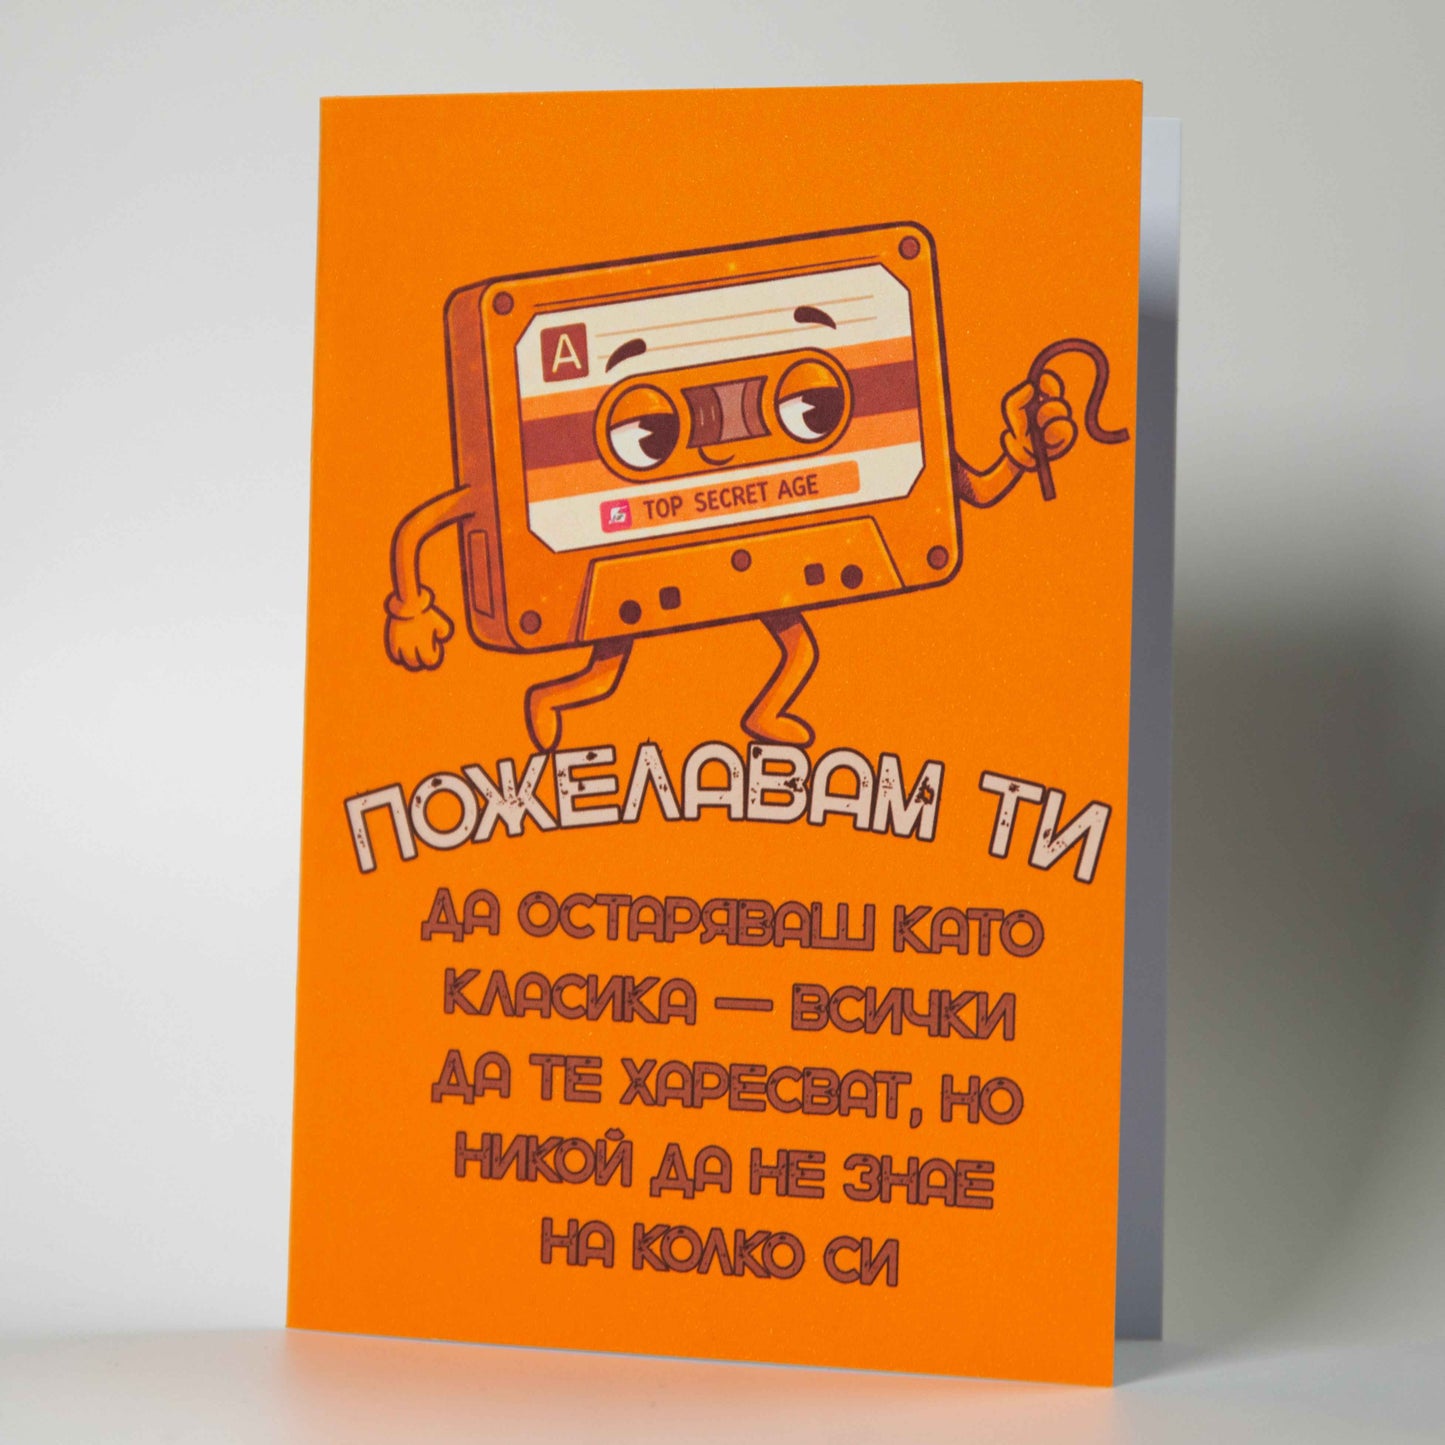 A
TOP SECRET AGE
ПОЖЕЛАВАМ ТИ
ДА ОСТАРЯВАШ КАТО
КЛАСИКА — ВСИЧКИ
ДА ТЕ ХАРЕСВАТ, НО
НИКОЙ ДА НЕ ЗНАЕ
НА КОЛКО СИ